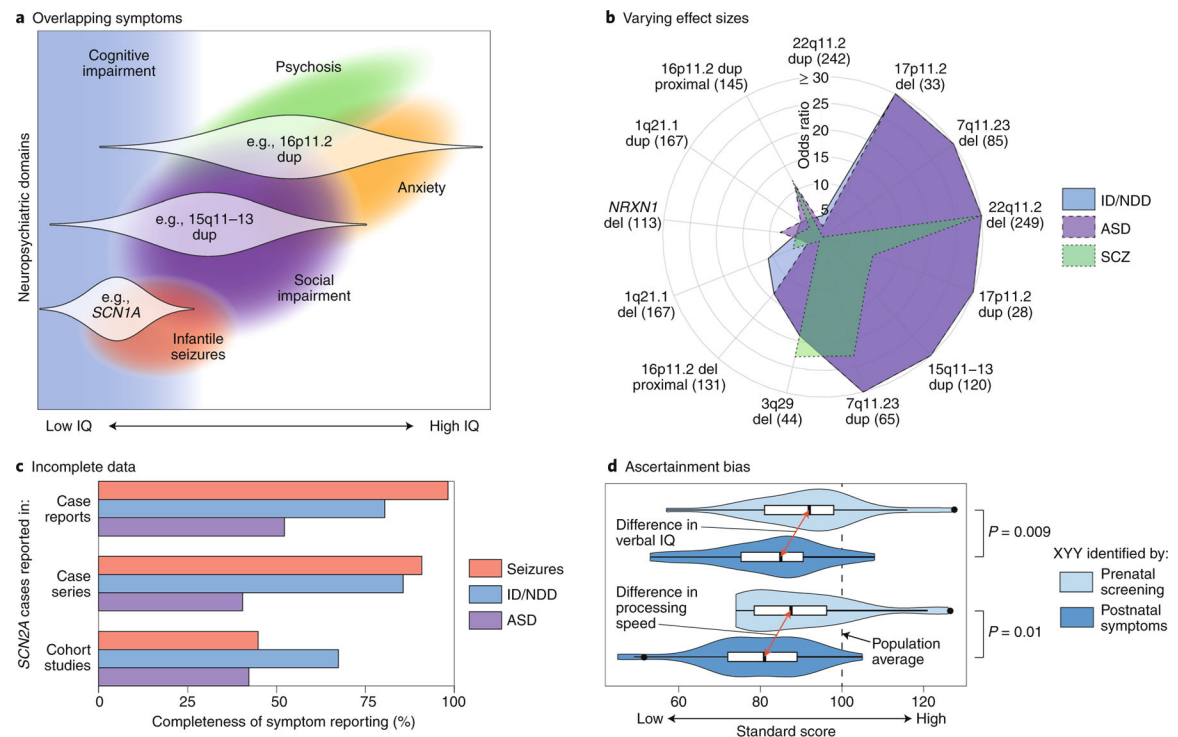 a Overlapping symptoms
Neuropsychiatric domains
Cognitive
impairment
Psychosis
e.g., 16p11.2
dup
Anxiety
e.g., 15q11–13
dup
Social
impairment
e.g.,
SCN1A
Infantile
seizures
Low IQ
High IQ
b Varying effect sizes
22q11.2
dup (242)
17p11.2
del (33)
7q11.23
del (85)
22q11.2
del (249)
17p11.2
dup (28)
15q11–13
dup (120)
7q11.23
dup (65)
3q29
del (44)
16p11.2 del
proximal (131)
1q21.1
del (167)
NRXN1
del (113)
1q21.1
dup (167)
16p11.2 dup
proximal (145)
≥ 30
25
20
15
10
5
Odds ratio
ID/NDD
ASD
SCZ
c Incomplete data
SCN2A cases reported in:
Case
reports
Case
series
Cohort
studies
0
25
50
75
100
Completeness of symptom reporting (%)
Seizures
ID/NDD
ASD
d Ascertainment bias
Difference in
verbal IQ
Difference in
processing
speed
Population
average
P = 0.009
P = 0.01
60
80
100
120
Low
High
Standard score
XYY identified by:
Prenatal
screening
Postnatal
symptoms